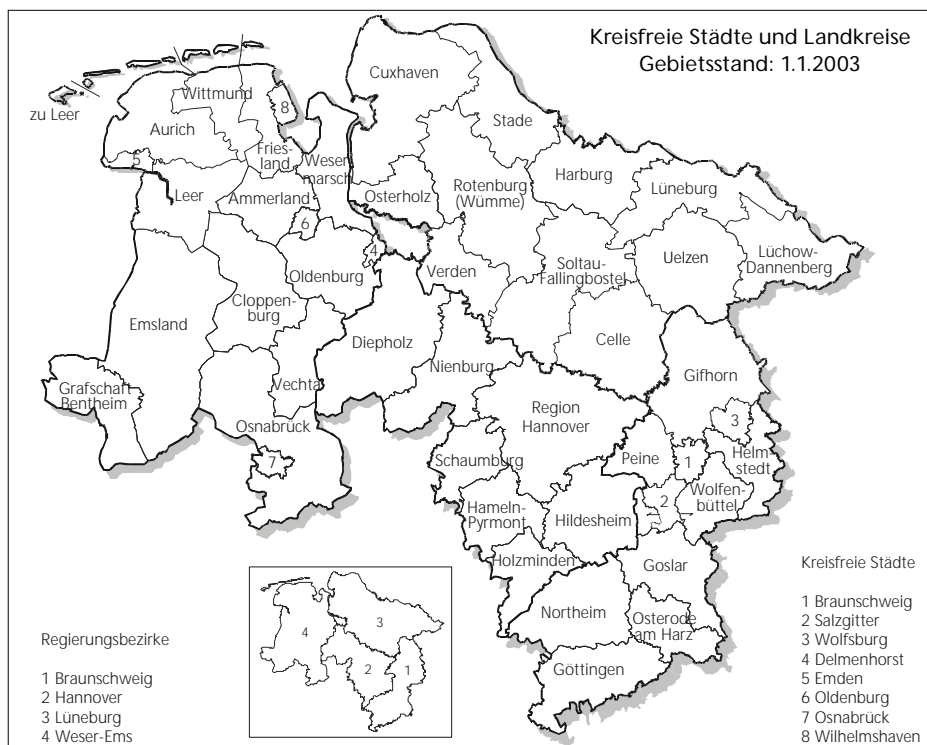 Kreisfreie Städte und Landkreise
Gebietsstand: 1.1.2003
zu Leer
Wittmund
8
Aurich
5
Fries-
land
Weser
marsch
Leer
Ammerland
6
Cuxhaven
Stade
Osterholz
Rotenburg
(Wümme)
Harburg
Lüneburg
Oldenburg
4
Verden
Soltau-
Fallingbostel
Uelzen
Lüchow-
Dannenberg
Emsland
Cloppen-
burg
Diepholz
Celle
Nienburg
Vechta
Grafschaft
Bentheim
Gifhorn
Osnabrück
7
Region
Hannover
3
Schaumburg
Peine
1
Helm-
stedt
2
Wolfen-
büttel
Hameln-
Pyrmont
Hildesheim
Holzminden
Goslar
Northeim
Osterode
am Harz
Göttingen
Regierungsbezirke
1 Braunschweig
2 Hannover
3 Lüneburg
4 Weser-Ems
4
3
2
1
Kreisfreie Städte
1 Braunschweig
2 Salzgitter
3 Wolfsburg
4 Delmenhorst
5 Emden
6 Oldenburg
7 Osnabrück
8 Wilhelmshaven